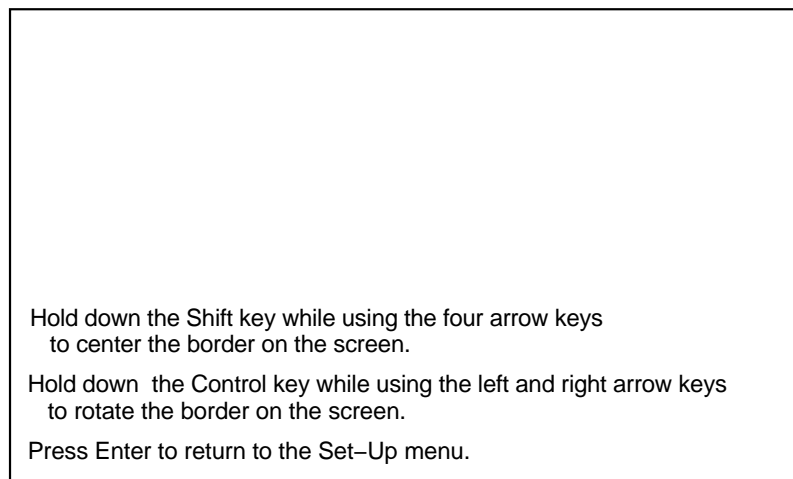 Hold down the Shift key while using the four arrow keys
to center the border on the screen.
Hold down the Control key while using the left and right arrow keys
to rotate the border on the screen.
Press Enter to return to the Set–Up menu.